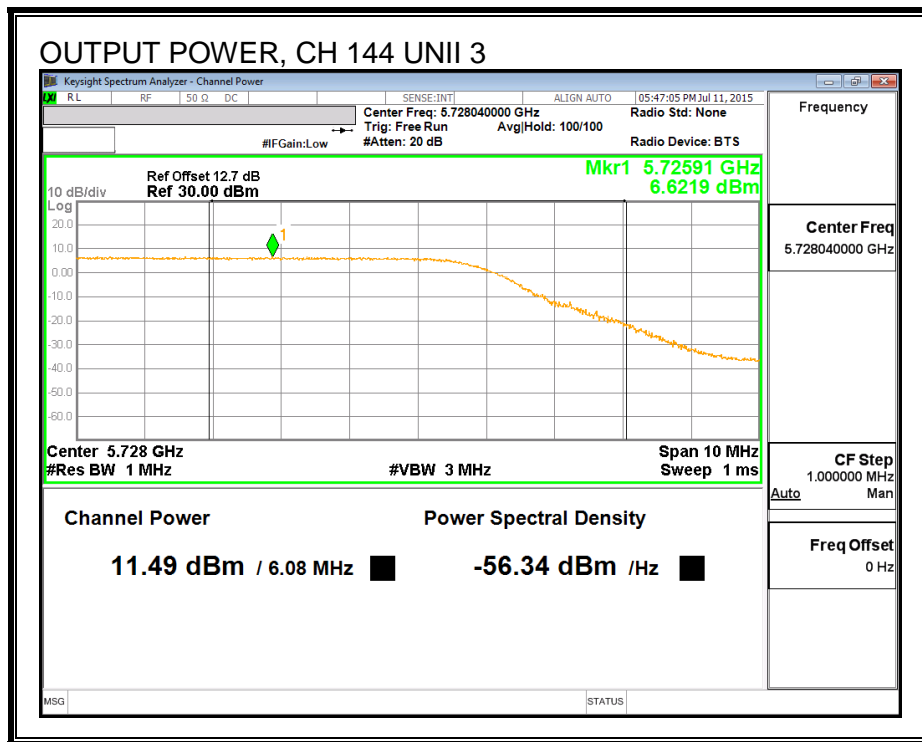 OUTPUT POWER, CH 144 UNII 3
Keysight Spectrum Analyzer - Channel Power
LXI RL RF 50 Ω DC SENSE:INT ALIGN AUTO 05:47:05 PM Jul 11, 2015
Center Freq: 5.728040000 GHz Radio Std: None
Trig: Free Run Avg|Hold: 100/100
#IFGain:Low #Atten: 20 dB Radio Device: BTS
Frequency
Mkr1 5.72591 GHz
6.6219 dBm
Ref Offset 12.7 dB
10 dB/div Ref 30.00 dBm
Log
20.0
10.0
0.00
-10.0
-20.0
-30.0
-40.0
-50.0
-60.0
1
Center 5.728 GHz Span 10 MHz
#Res BW 1 MHz #VBW 3 MHz Sweep 1 ms
Center Freq
5.728040000 GHz
CF Step
1.000000 MHz
Auto Man
Freq Offset
0 Hz
Channel Power Power Spectral Density
11.49 dBm / 6.08 MHz -56.34 dBm /Hz
MSG STATUS